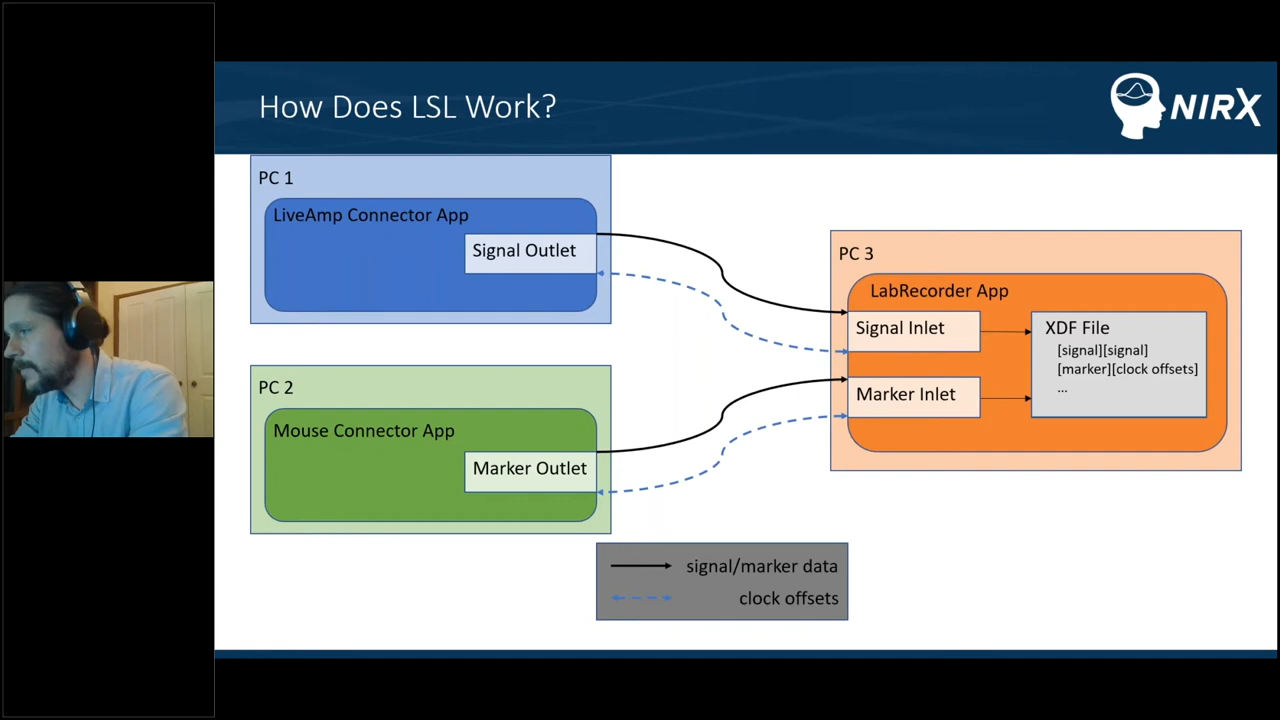 How Does LSL Work?
NIRX
PC 1
LiveAmp Connector App
Signal Outlet
PC 2
Mouse Connector App
Marker Outlet
PC 3
LabRecorder App
Signal Inlet
Marker Inlet
XDF File
[signal][signal]
[marker][clock offsets]
...
signal/marker data
clock offsets